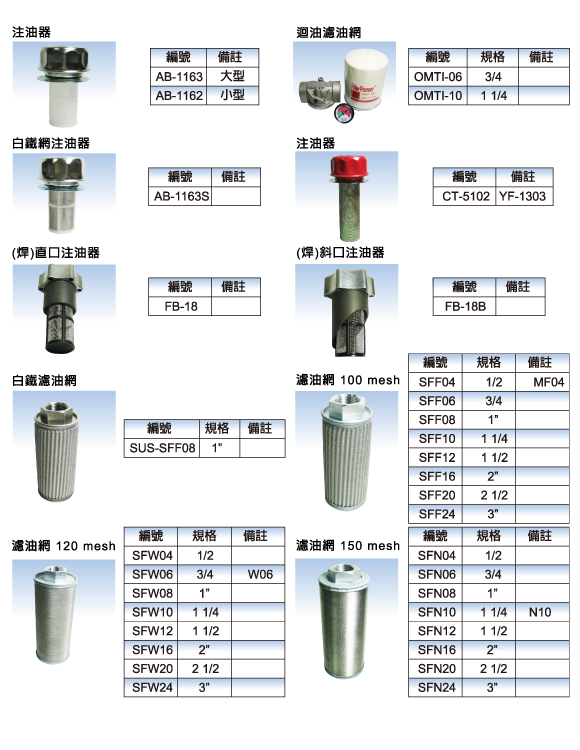 注油器
編號 備註
AB-1163 大型
AB-1162 小型
迴油濾油網
編號 規格 備註
OMTI-06 3/4
OMTI-10 1 1/4
白鐵網注油器
編號 備註
AB-1163S
注油器
編號 備註
CT-5102 YF-1303
(焊)直口注油器
編號 備註
FB-18
(焊)斜口注油器
編號 備註
FB-18B
白鐵濾油網
編號 規格 備註
SUS-SFF08 1”
濾油網 100 mesh
編號 規格 備註
SFF04 1/2 MF04
SFF06 3/4
SFF08 1”
SFF10 1 1/4
SFF12 1 1/2
SFF16 2”
SFF20 2 1/2
SFF24 3”
濾油網 120 mesh
編號 規格 備註
SFW04 1/2
SFW06 3/4 W06
SFW08 1”
SFW10 1 1/4
SFW12 1 1/2
SFW16 2”
SFW20 2 1/2
SFW24 3”
濾油網 150 mesh
編號 規格 備註
SFN04 1/2
SFN06 3/4
SFN08 1”
SFN10 1 1/4 N10
SFN12 1 1/2
SFN16 2”
SFN20 2 1/2
SFN24 3”